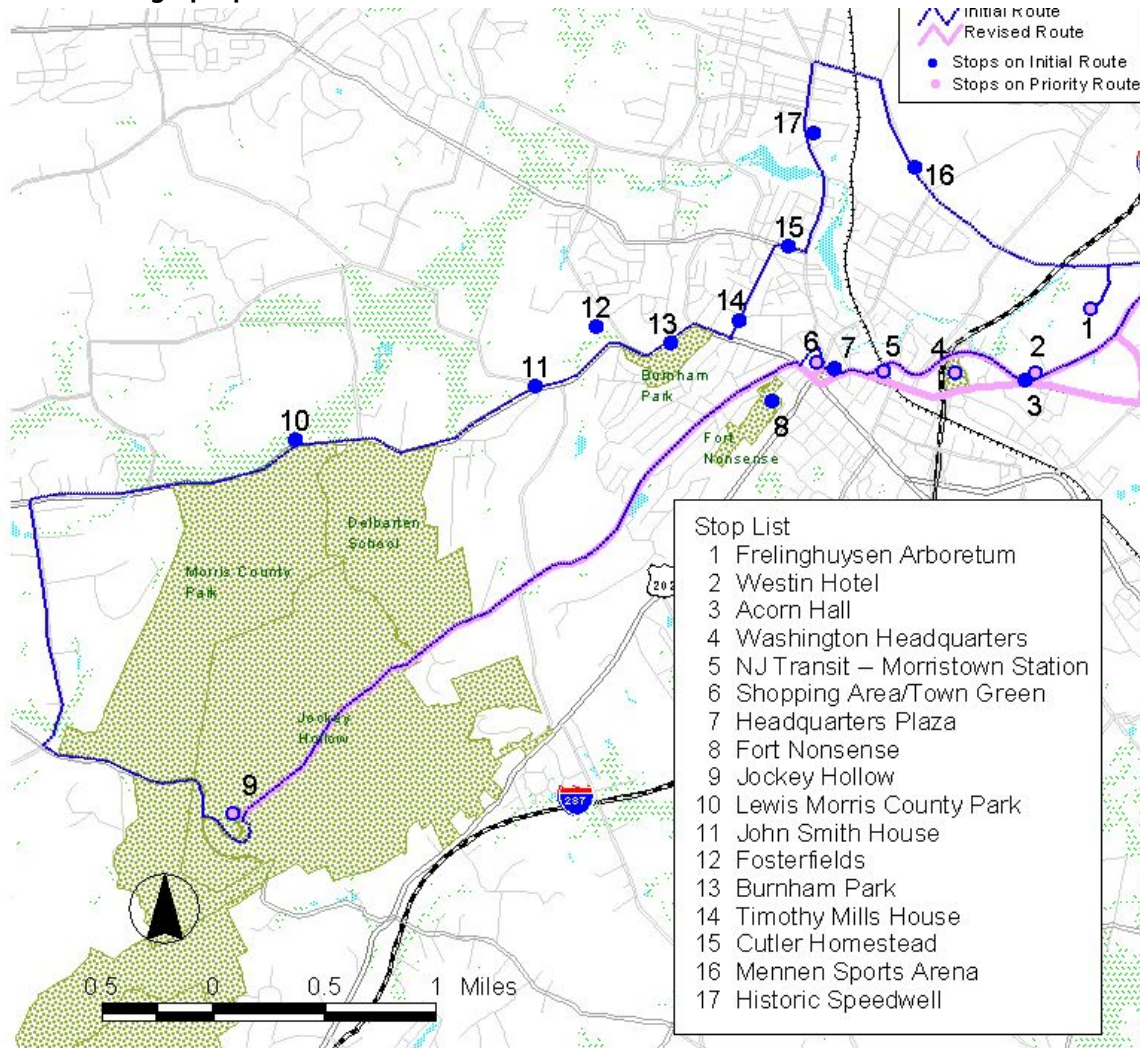 Initial Route
Revised Route
Stops on Initial Route
Stops on Priority Route
17
16
15
14
12
13
11
10
6
7
5
4
2
3
1
8
9
Burnham
Park
Fort
Nonsense
Delbarten
School
Morris County
Park
Jockey
Hollow
202
287
Stop List
1 Frelinghuysen Arboretum
2 Westin Hotel
3 Acorn Hall
4 Washington Headquarters
5 NJ Transit – Morristown Station
6 Shopping Area/Town Green
7 Headquarters Plaza
8 Fort Nonsense
9 Jockey Hollow
10 Lewis Morris County Park
11 John Smith House
12 Fosterfields
13 Burnham Park
14 Timothy Mills House
15 Cutler Homestead
16 Mennen Sports Arena
17 Historic Speedwell
0 5 0 0.5 1 Miles